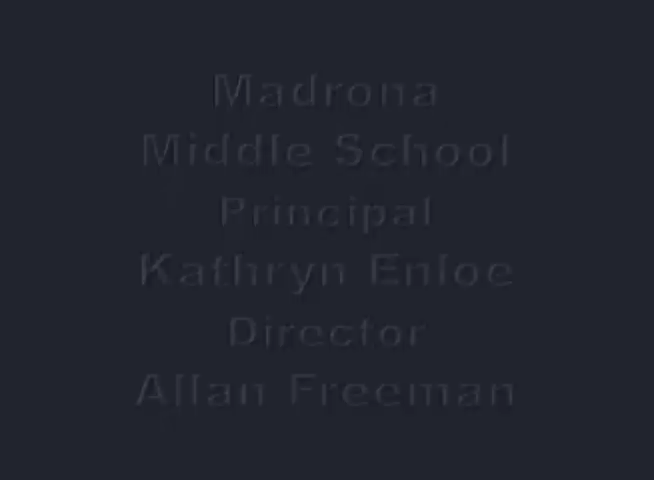 Madrona
Middle School
Principal
Kathryn Enloe
Director
Allan Freeman